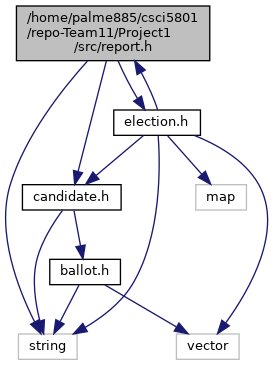 /home/palme885/csci5801
/repo-Team11/Project1
/src/report.h
election.h
candidate.h
map
ballot.h
string
vector